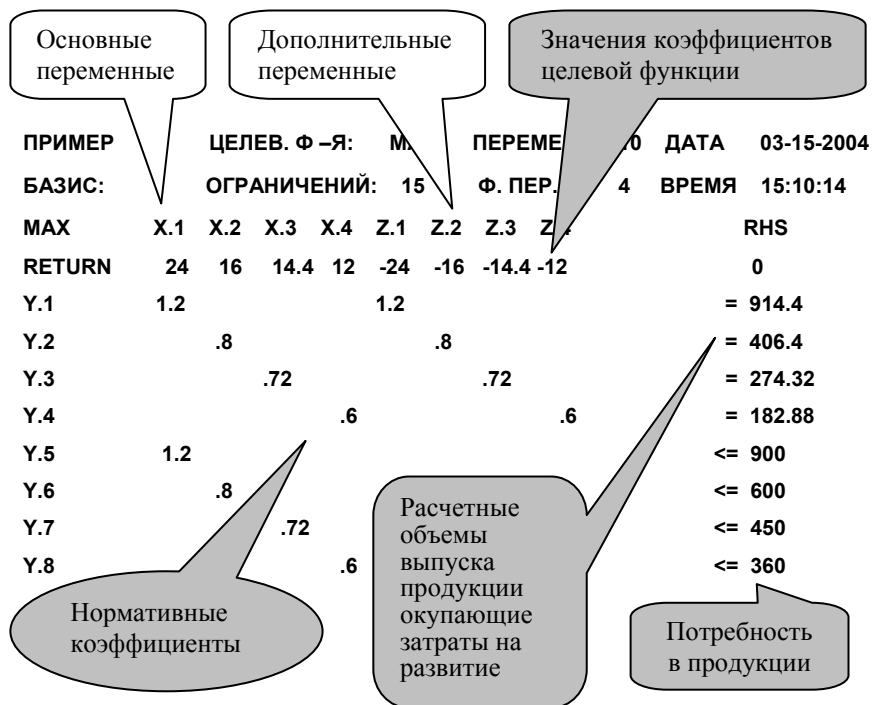 Основные
переменные
Дополнительные
переменные
Значения коэффициентов
целевой функции
ПРИМЕР ЦЕЛЕВ. Ф –Я: ПЕРЕМЕ 0 ДАТА 03-15-2004
БАЗИС: ОГРАНИЧЕНИЙ: 15 Ф. ПЕР. 4 ВРЕМЯ 15:10:14
MAX X.1 X.2 X.3 X.4 Z.1 Z.2 Z.3 RHS
RETURN 24 16 14.4 12 -24 -16 -14.4 -12 0
Y.1 1.2 1.2 = 914.4
Y.2 .8 .8 = 406.4
Y.3 .72 .72 = 274.32
Y.4 .6 .6 = 182.88
Y.5 1.2 <= 900
Y.6 .8 <= 600
Y.7 .72 <= 450
Y.8 .6 <= 360
Нормативные
коэффициенты
Расчетные
объемы
выпуска
продукции
окупающие
затраты на
развитие
Потребность
в продукции